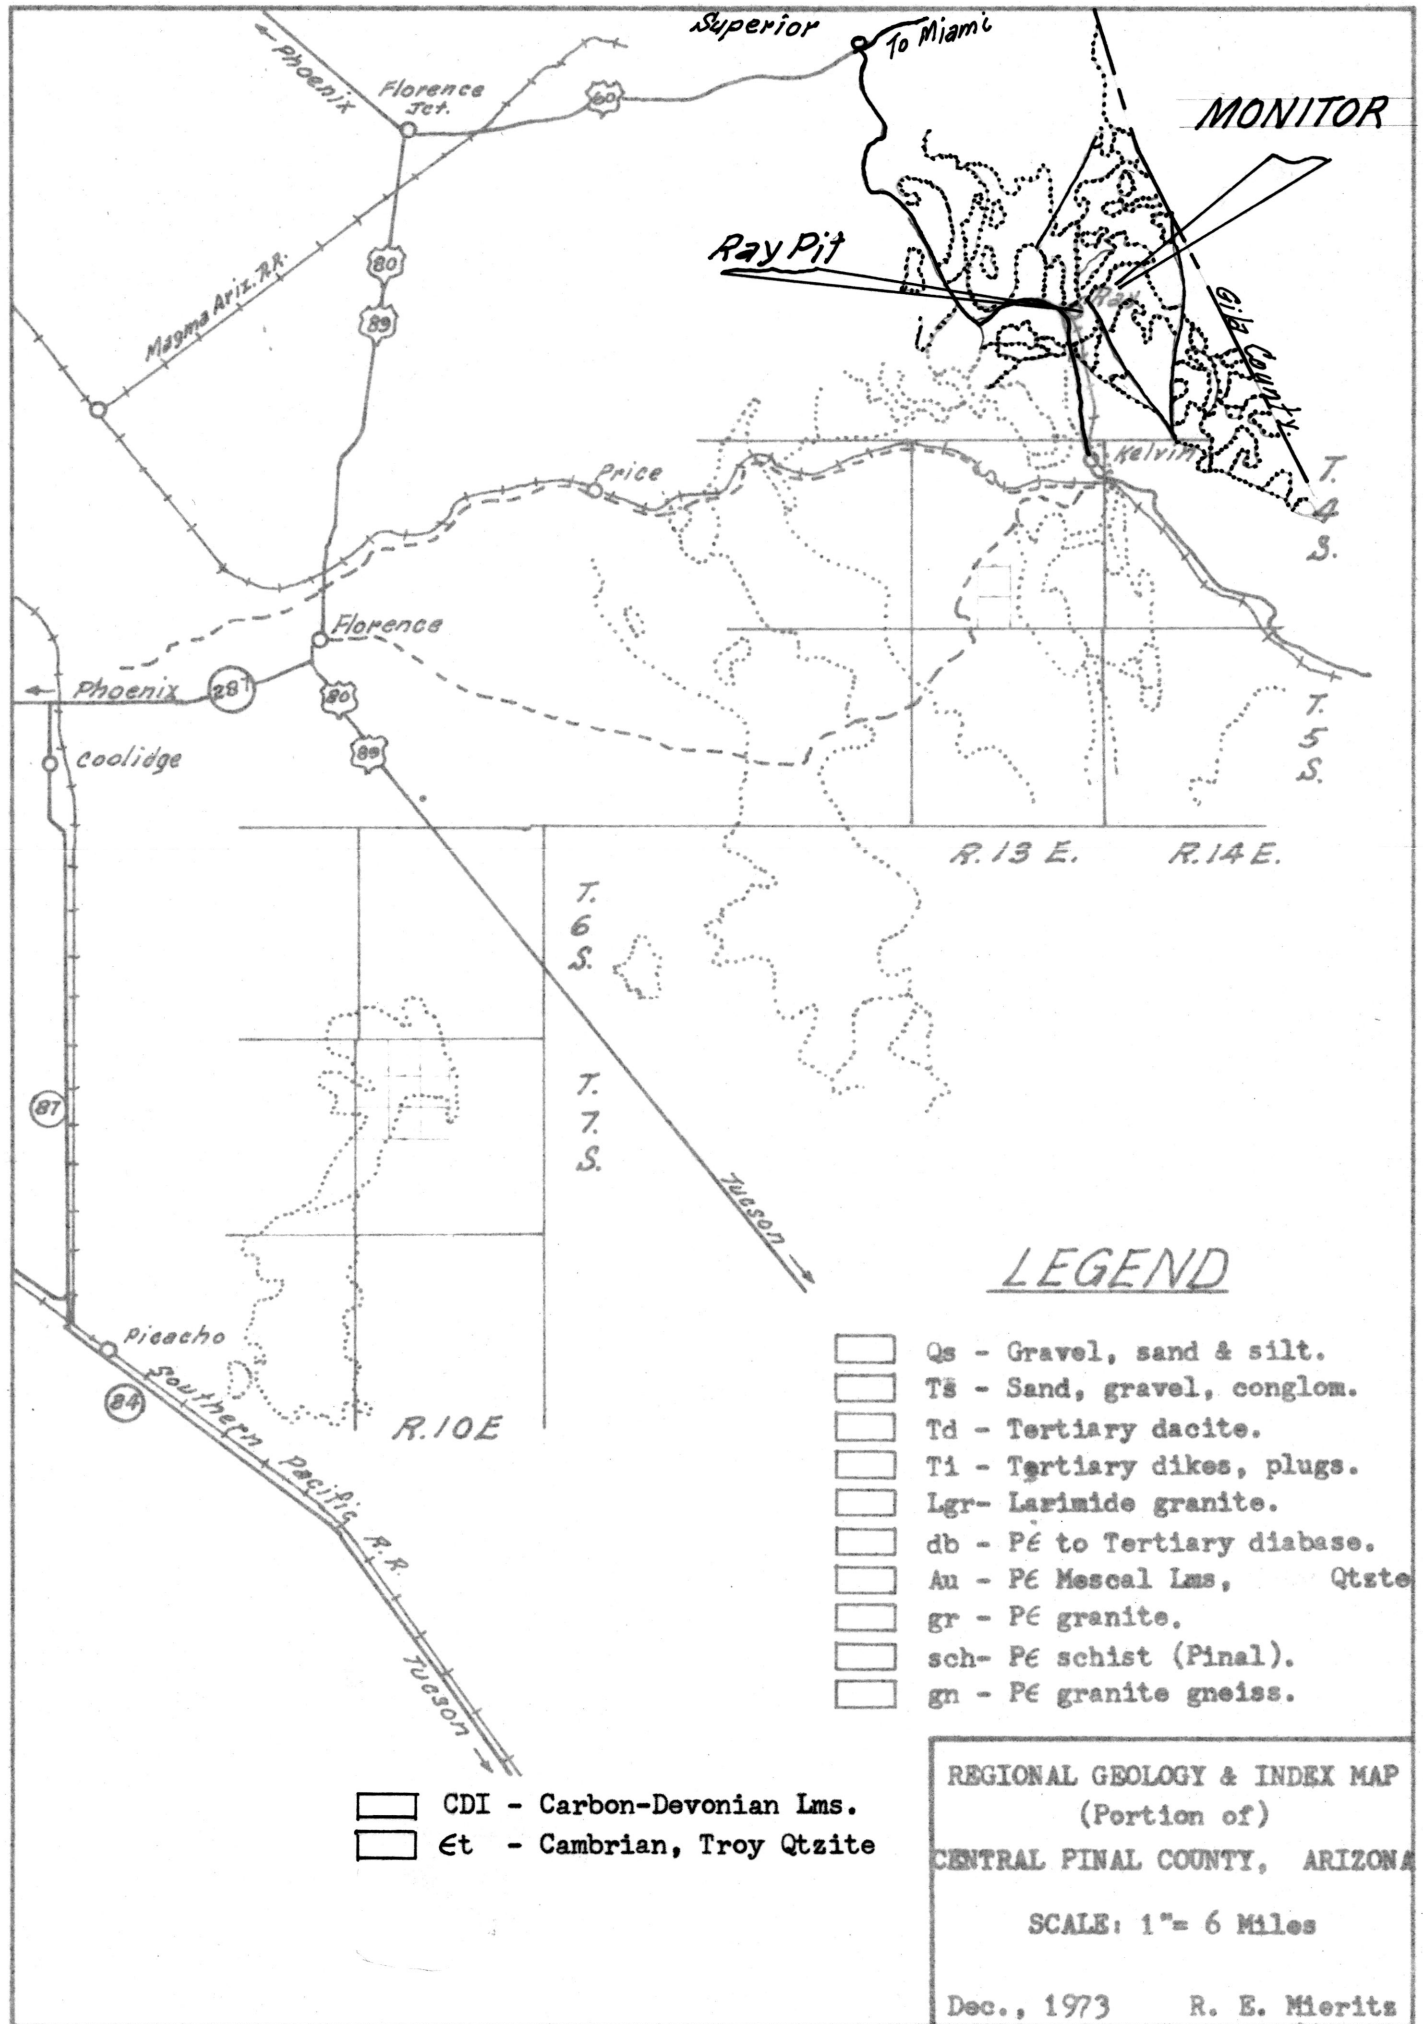 Superior
To Miami
← Phoenix
Florence
Jct.
60
MONITOR
Ray Pit
80
89
Magma Ariz. R.R.
Ray
Gila County
Kelvin
Price
T.
4
S.
Florence
← Phoenix
287
80
89
Coolidge
T.
5
S.
R.13 E.
R.14 E.
T.
6
S.
T.
7.
S.
87
Tucson →
Picacho
84
Southern Pacific R.R.
R.10E
Tucson →
LEGEND
Qs - Gravel, sand & silt.
Ts - Sand, gravel, conglom.
Td - Tertiary dacite.
Ti - Tertiary dikes, plugs.
Lgr- Larimide granite.
db - PЄ to Tertiary diabase.
Au - PЄ Mescal Lms, Qtzte
gr - PЄ granite.
sch- PЄ schist (Pinal).
gn - PЄ granite gneiss.
CDI - Carbon-Devonian Lms.
Єt - Cambrian, Troy Qtzite
REGIONAL GEOLOGY & INDEX MAP
(Portion of)
CENTRAL PINAL COUNTY, ARIZONA
SCALE: 1"= 6 Miles
Dec., 1973 R. E. Mieritz